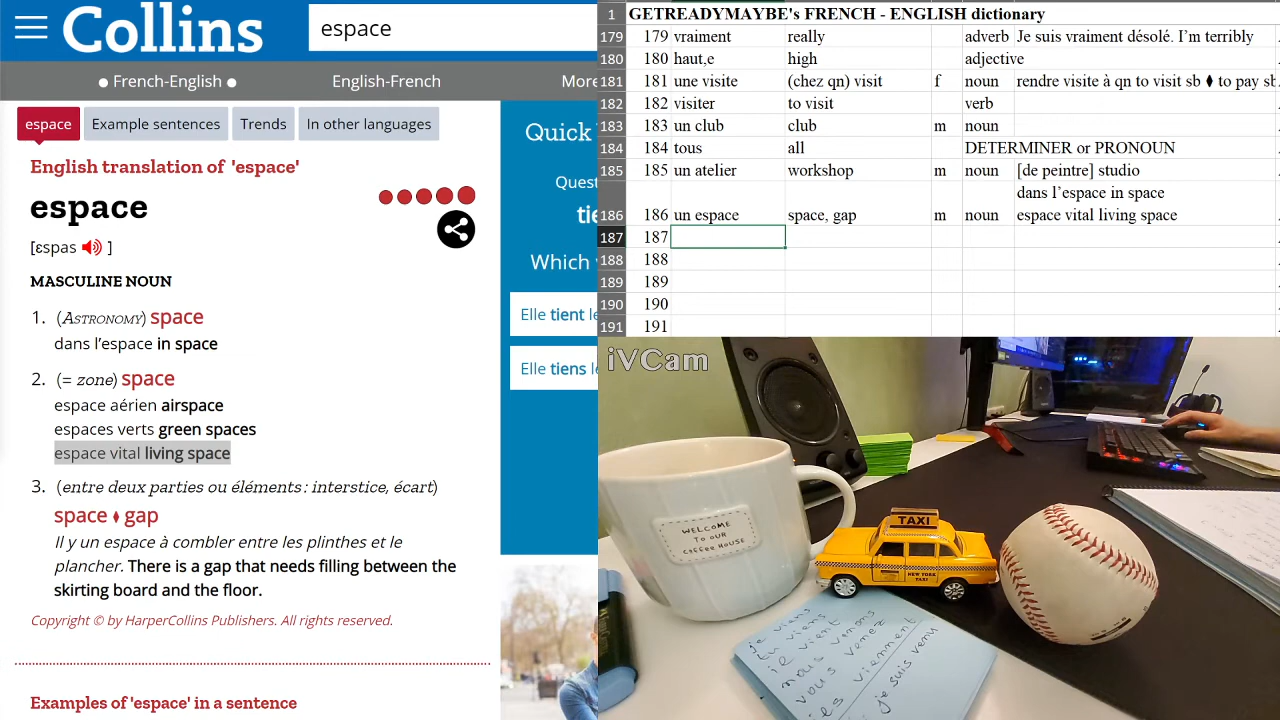 Collins
espace
French-English
English-French
More
espace
Example sentences
Trends
In other languages
English translation of 'espace'
espace
[ɛspas ]
MASCULINE NOUN
1. (ASTRONOMY) space
dans l'espace in space
2. (= zone) space
espace aérien airspace
espaces verts green spaces
espace vital living space
3. (entre deux parties ou éléments : interstice, écart)
space ♦ gap
Il y un espace à combler entre les plinthes et le
plancher. There is a gap that needs filling between the
skirting board and the floor.
Copyright © by HarperCollins Publishers. All rights reserved.
Examples of 'espace' in a sentence
Quick
Quest
tie
Which
Elle tient le
Elle tiens le
1 GETREADYMAYBE's FRENCH - ENGLISH dictionary
179 179 vraiment really adverb Je suis vraiment désolé. I'm terribly
180 180 haut,e high adjective
181 181 une visite (chez qn) visit f noun rendre visite à qn to visit sb ♦ to pay sb
182 182 visiter to visit verb
183 183 un club club m noun
184 184 tous all DETERMINER or PRONOUN
185 185 un atelier workshop m noun [de peintre] studio
dans l'espace in space
186 186 un espace space, gap m noun espace vital living space
187 187
188 188
189 189
190 190
191 191
iVCam
WELCOME
TO OUR
COFFEE HOUSE
TAXI
NEW YORK
TAXI
je viens
tu viens
il vient
nous venons
vous venez
ils viennent
je suis venu